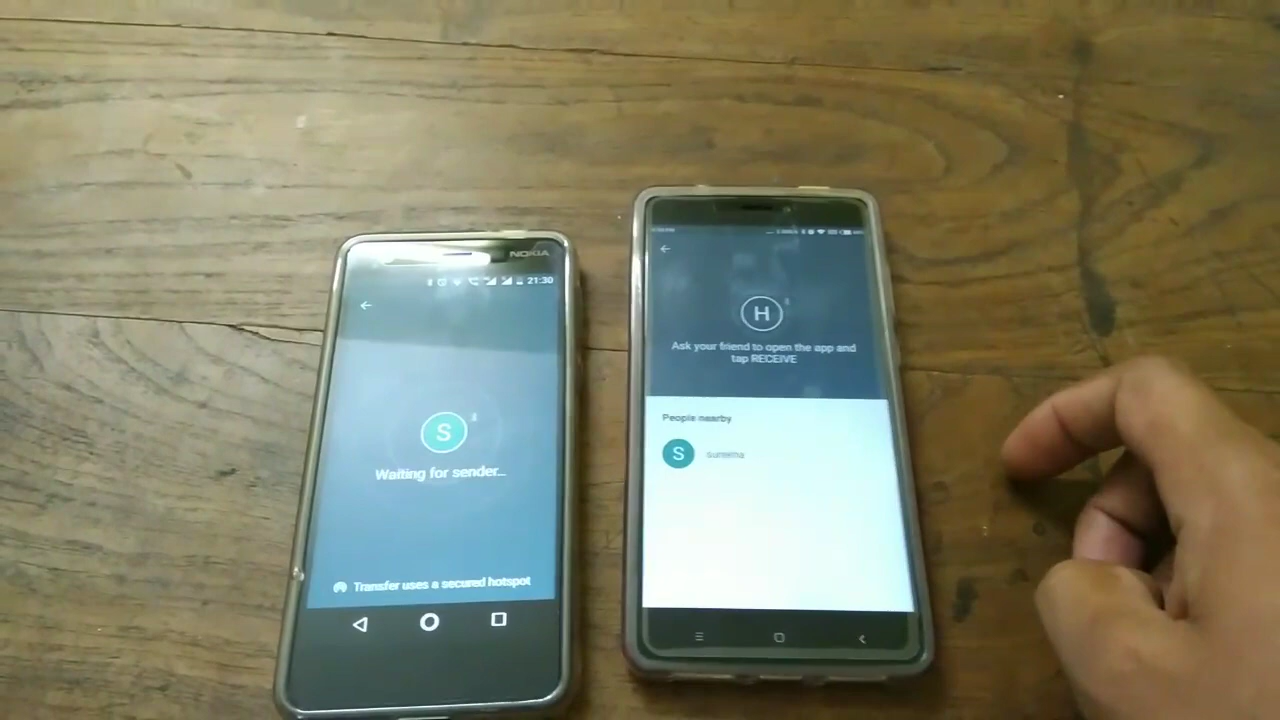 NOKIA
21:30
S
Waiting for sender...
Transfer uses a secured hotspot
H
Ask your friend to open the app and
tap RECEIVE
People nearby
S